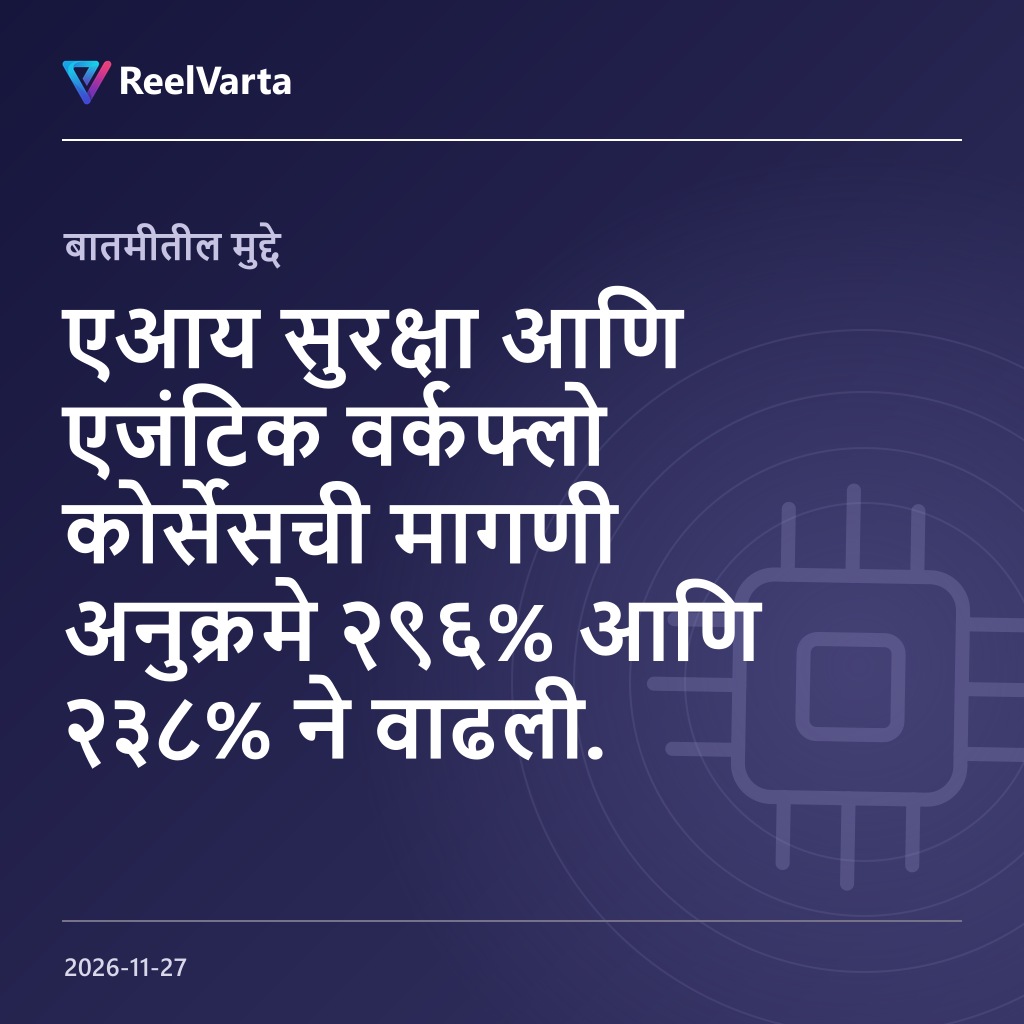 ReelVarta
बातमीतील मुद्दे
एआय सुरक्षा आणि
एजंटिक वर्कफ्लो
कोर्सेसची मागणी
अनुक्रमे २९६% आणि
२३८% ने वाढली.
2026-11-27